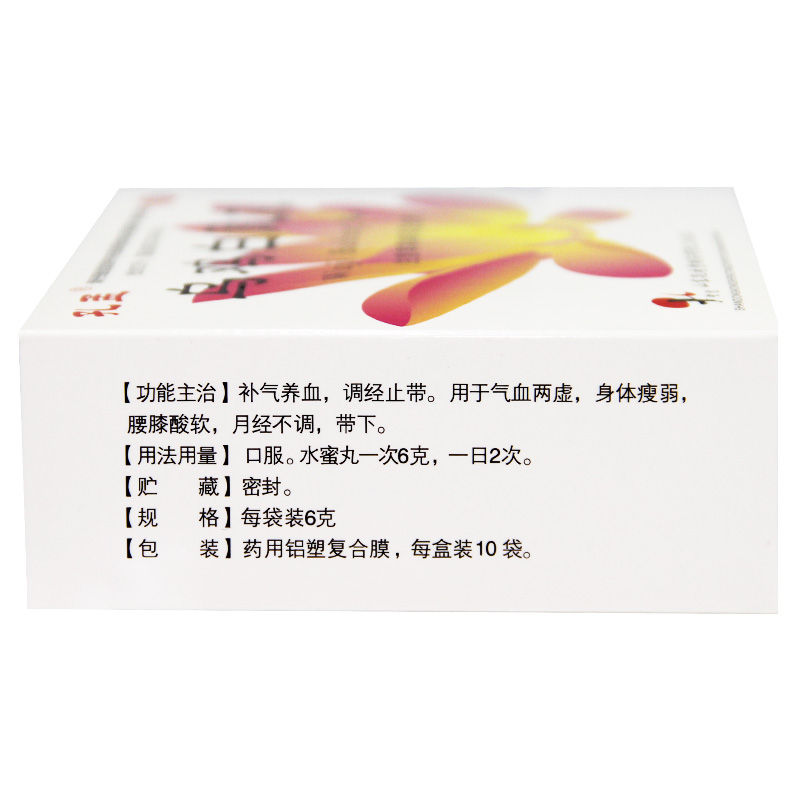 【功能主治】补气养血，调经止带。用于气血两虚，身体瘦弱，
腰膝酸软，月经不调，带下。
【用法用量】口服。水蜜丸一次6克，一日2次。
【贮 藏】密封。
【规 格】每袋装6克
【包 装】药用铝塑复合膜，每盒装10袋。